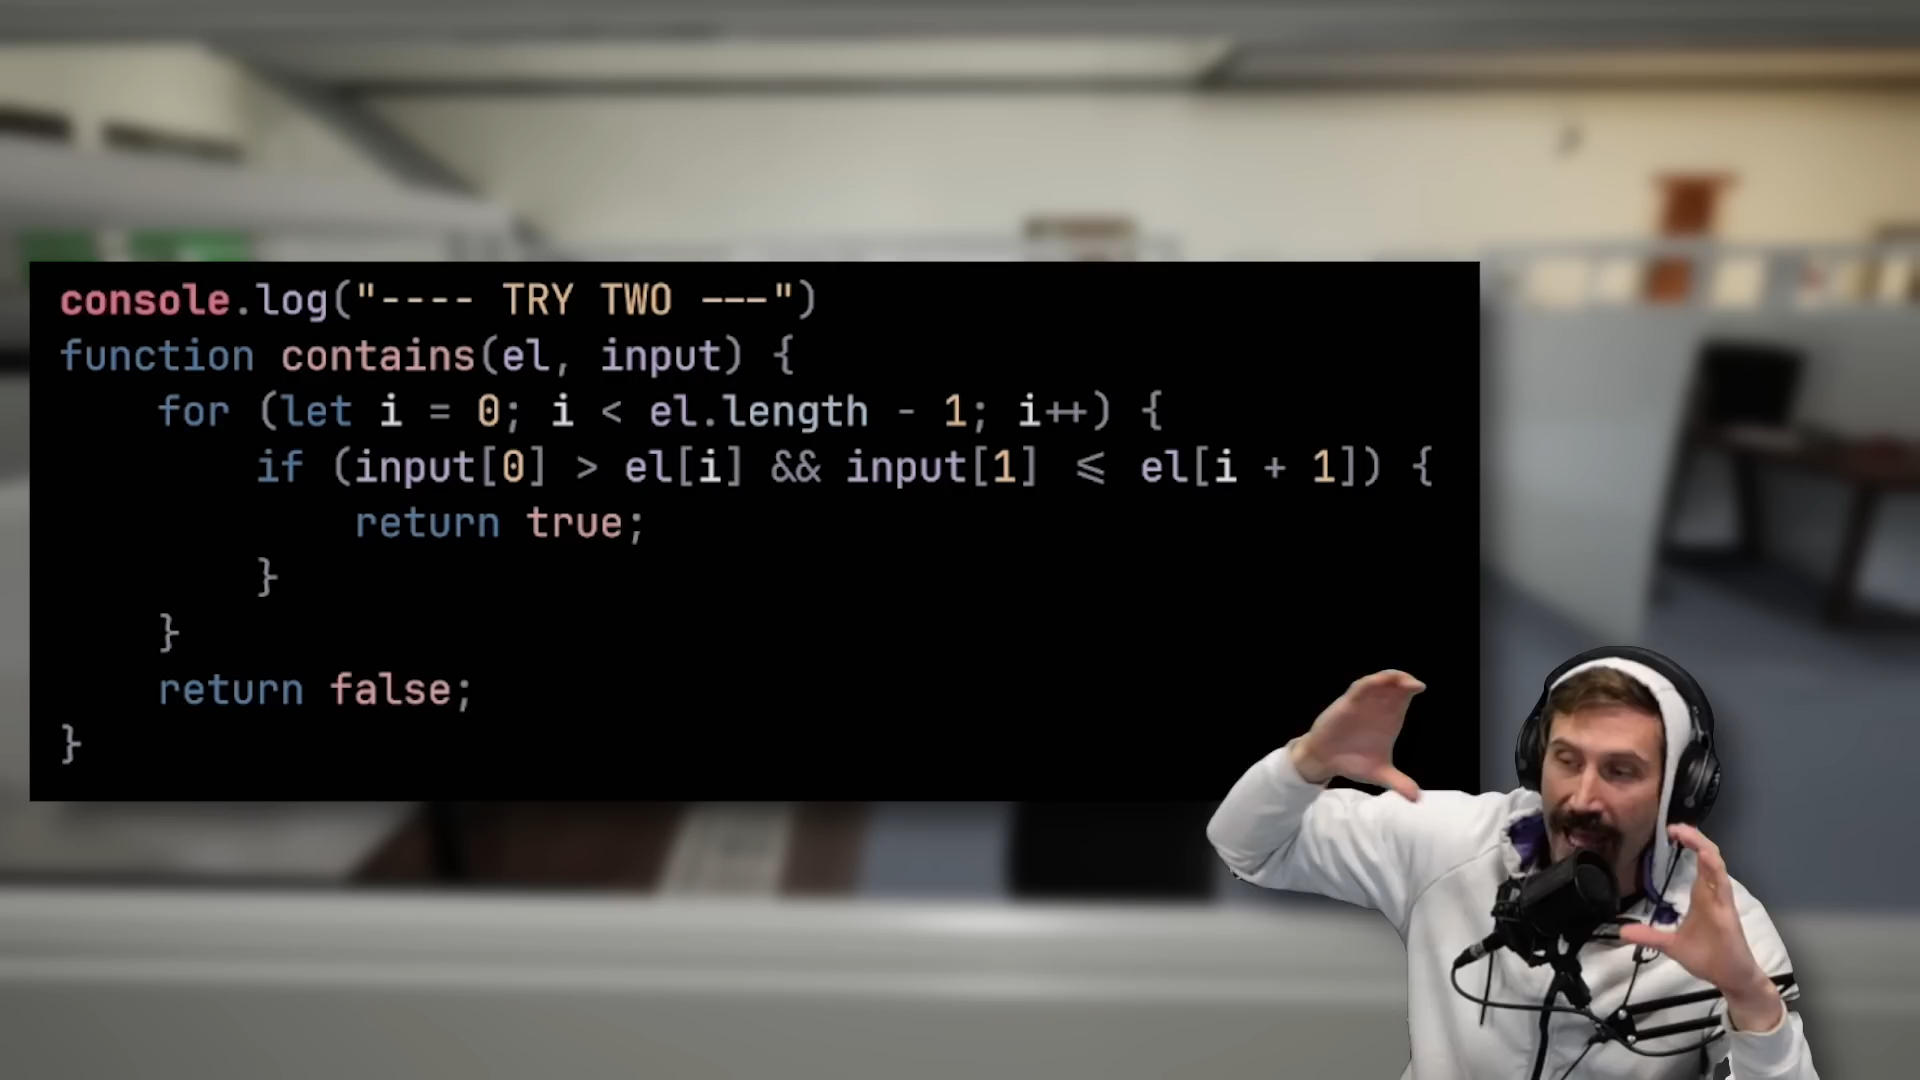 console.log("---- TRY TWO ---")
function contains(el, input) {
    for (let i = 0; i < el.length - 1; i++) {
        if (input[0] > el[i] && input[1] <= el[i + 1]) {
            return true;
        }
    }
    return false;
}